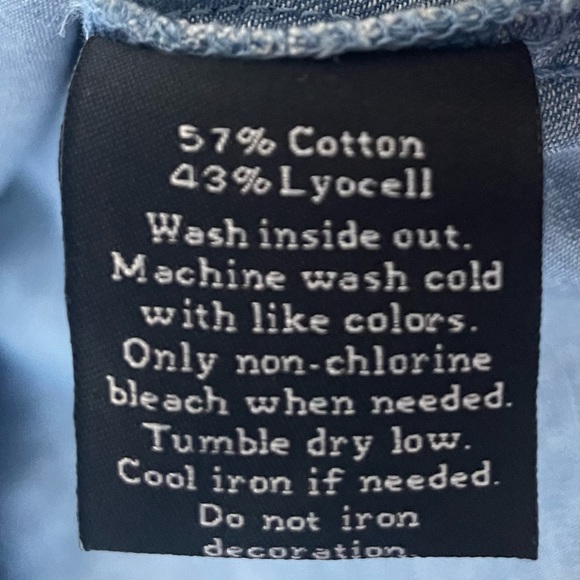 57% Cotton
43% Lyocell
Wash inside out.
Machine wash cold
with like colors.
Only non-chlorine
bleach when needed.
Tumble dry low.
Cool iron if needed.
Do not iron
decoration.